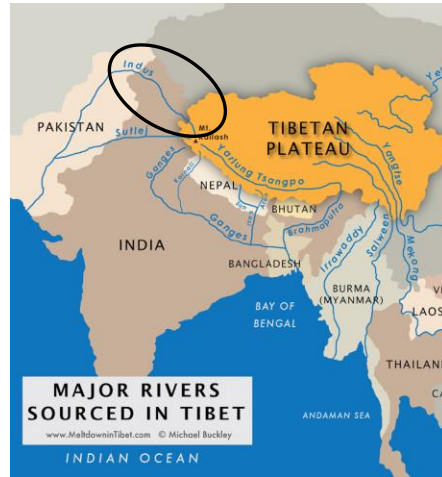 Indus
Mt.
Kailash
PAKISTAN
Sutlej
TIBETAN
PLATEAU
Yangtse
Ganges
Karnali
Yarlung Tsangpo
NEPAL
BHUTAN
Brahmaputra
Ganges
INDIA
BANGLADESH
Irrawaddy
Salween
Mekong
BURMA
(MYANMAR)
LAOS
BAY OF
BENGAL
THAILAN
MAJOR RIVERS
SOURCED IN TIBET
www.MeltdowninTibet.com © Michael Buckley
ANDAMAN SEA
INDIAN OCEAN